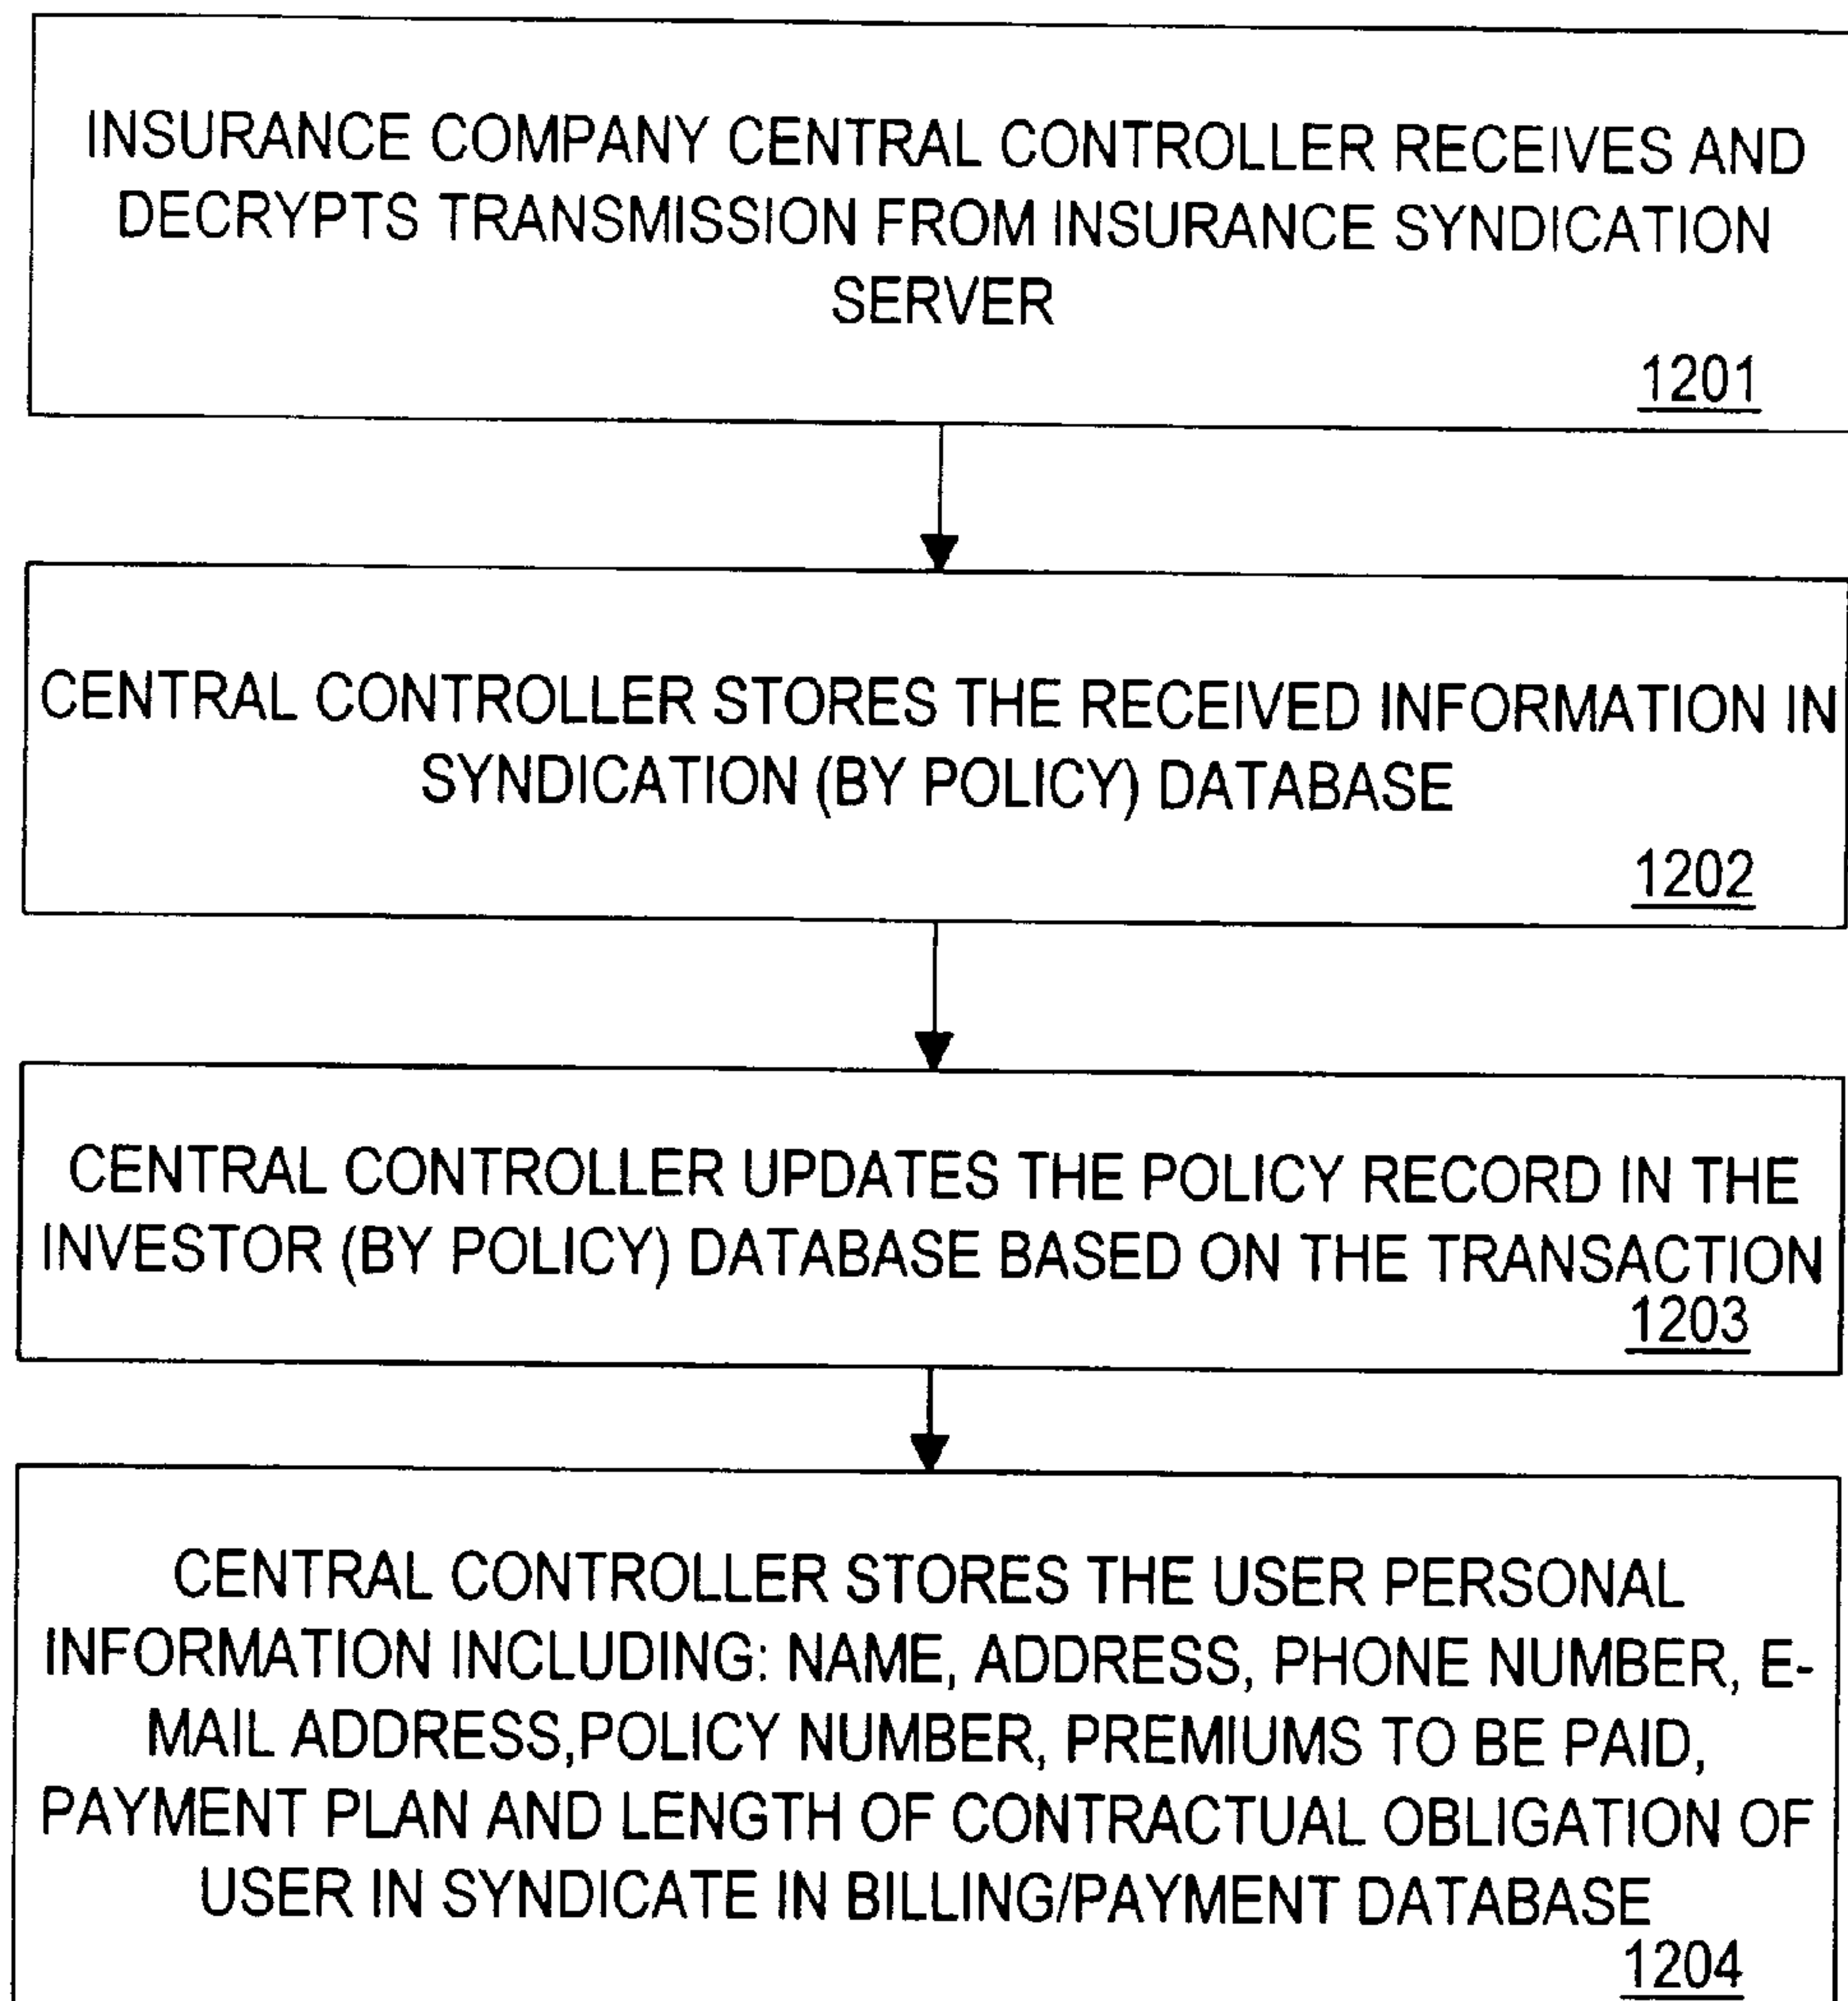 INSURANCE COMPANY CENTRAL CONTROLLER RECEIVES AND
DECRYPTS TRANSMISSION FROM INSURANCE SYNDICATION
SERVER
1201
CENTRAL CONTROLLER STORES THE RECEIVED INFORMATION IN
SYNDICATION (BY POLICY) DATABASE
1202
CENTRAL CONTROLLER UPDATES THE POLICY RECORD IN THE
INVESTOR (BY POLICY) DATABASE BASED ON THE TRANSACTION
1203
CENTRAL CONTROLLER STORES THE USER PERSONAL
INFORMATION INCLUDING: NAME, ADDRESS, PHONE NUMBER, E-
MAIL ADDRESS,POLICY NUMBER, PREMIUMS TO BE PAID,
PAYMENT PLAN AND LENGTH OF CONTRACTUAL OBLIGATION OF
USER IN SYNDICATE IN BILLING/PAYMENT DATABASE
1204